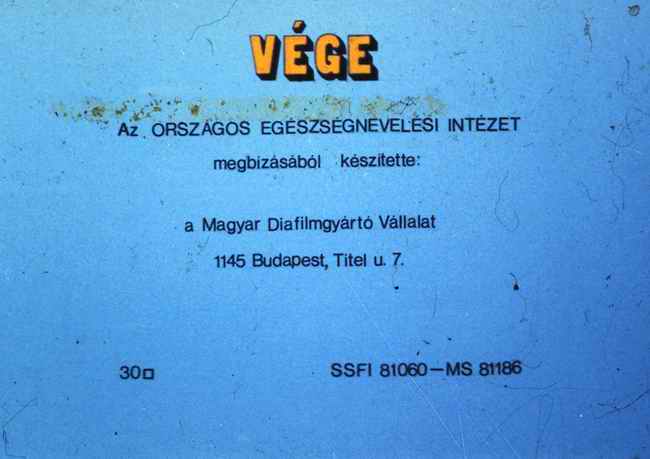 VÉGE
Az ORSZÁGOS EGÉSZSÉGNEVELÉSI INTÉZET
megbízásából készítette:
a Magyar Diafilmgyártó Vállalat
1145 Budapest, Titel u. 7.
30□
SSFI 81060—MS 81186